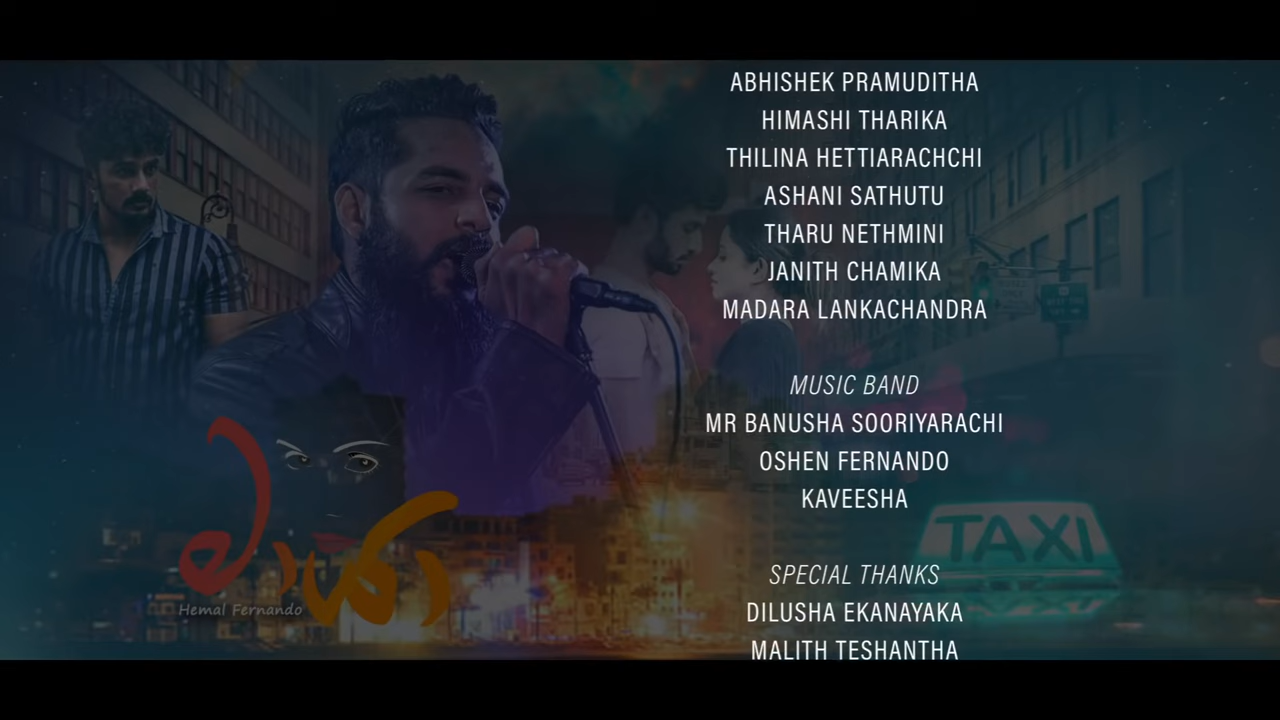 ABHISHEK PRAMUDITHA
HIMASHI THARIKA
THILINA HETTIARACHCHI
ASHANI SATHUTU
THARU NETHMINI
JANITH CHAMIKA
MADARA LANKACHANDRA
MUSIC BAND
MR BANUSHA SOORIYARACHI
OSHEN FERNANDO
KAVEESHA
SPECIAL THANKS
DILUSHA EKANAYAKA
MALITH TESHANTHA
මායා
Hemal Fernando
TAXI